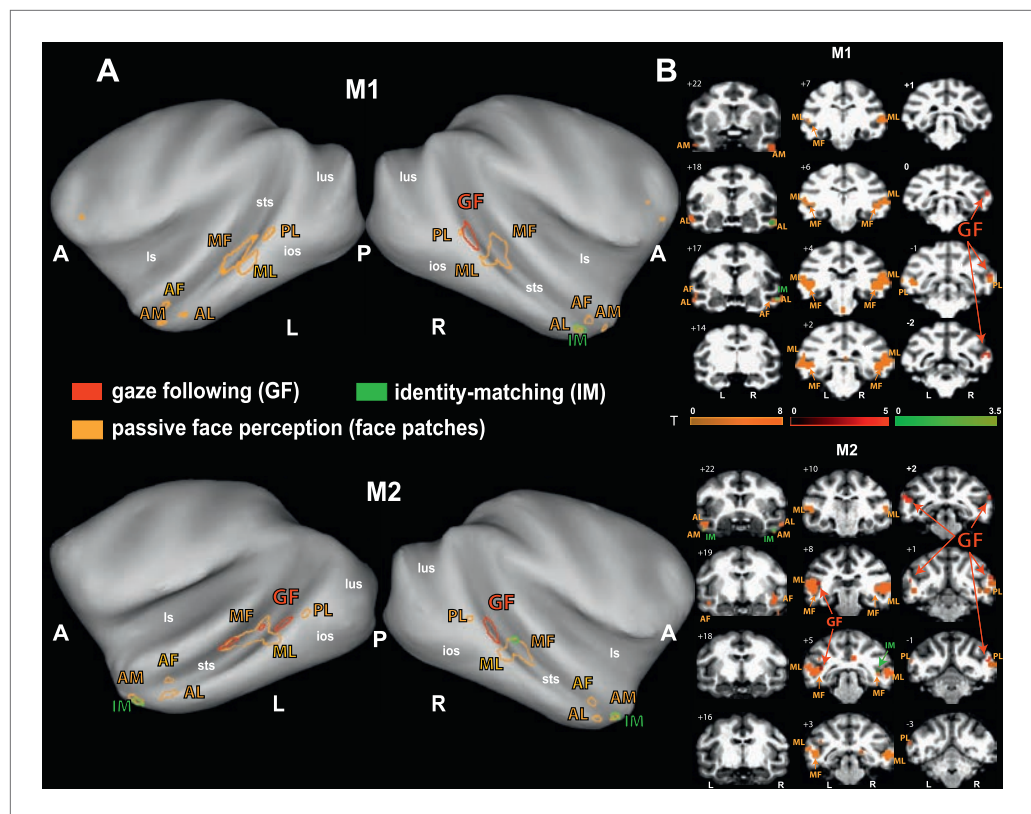 A
M1
lus
lus
sts
GF
MF
PL
PL
MF
A
ls
ML
ios
P
ios
ML
ls
A
sts
AF
AF
AM
AL
AL
AM
IM
L
R
gaze following (GF)
identity-matching (IM)
passive face perception (face patches)
M2
lus
lus
GF
GF
ls
MF
PL
PL
MF
A
ios
P
ios
ls
A
ML
ML
sts
sts
AF
AF
AM
AM
AL
AL
IM
IM
L
R
B
M1
+22
+7
+1
ML
ML
AM
MF
AM
+18
+6
0
ML
ML
AL
AL
MF
MF
GF
+17
+4
-1
AF
IM
ML
ML
AL
AL
AF
MF
MF
PL
PL
+14
+2
-2
ML
ML
MF
MF
L
R
L
R
L
R
T
0
8
0
5
0
3.5
M2
+22
+10
+2
AL
AL
ML
ML
AM
IM
IM
AM
GF
+19
+8
+1
ML
ML
AF
AF
MF
MF
PL
GF
+18
+5
IM
-1
ML
ML
PL
PL
MF
MF
+16
+3
-3
ML
ML
PL
MF
L
R
L
R
L
R